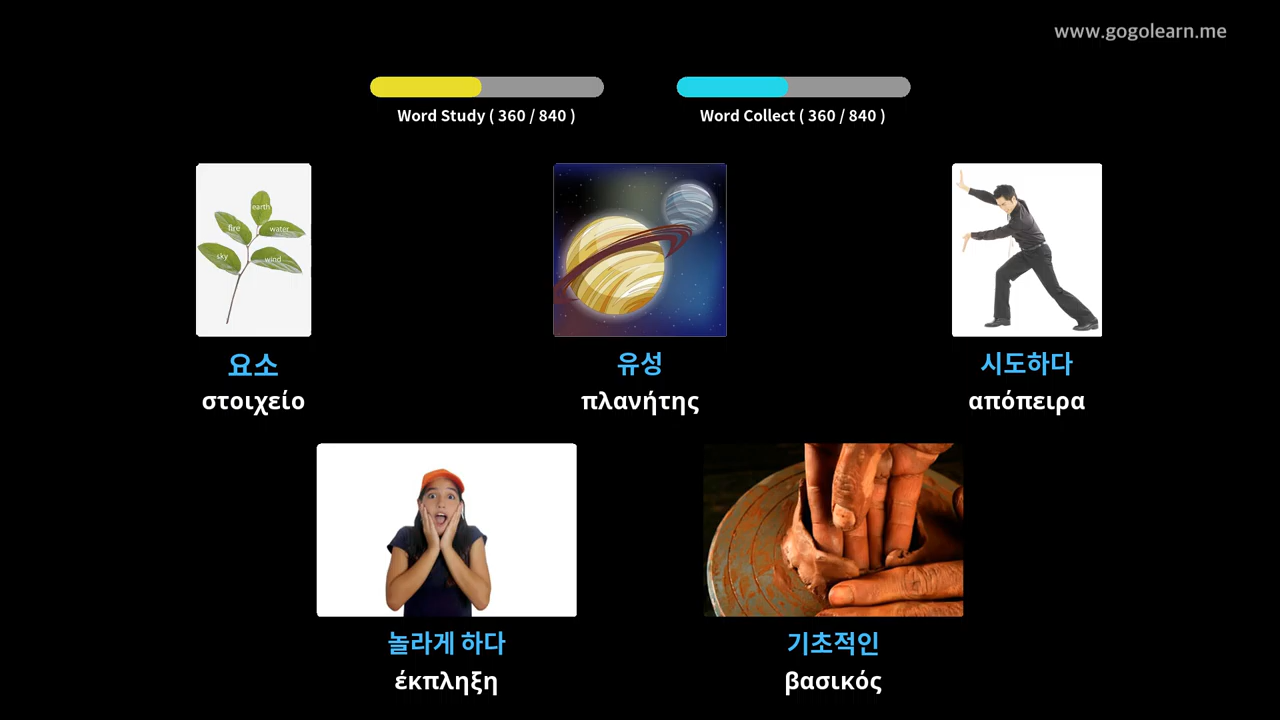 www.gogolearn.me
Word Study ( 360 / 840 )
Word Collect ( 360 / 840 )
earth
fire
water
sky
wind
요소
στοιχείο
유성
πλανήτης
시도하다
απόπειρα
놀라게 하다
έκπληξη
기초적인
βασικός